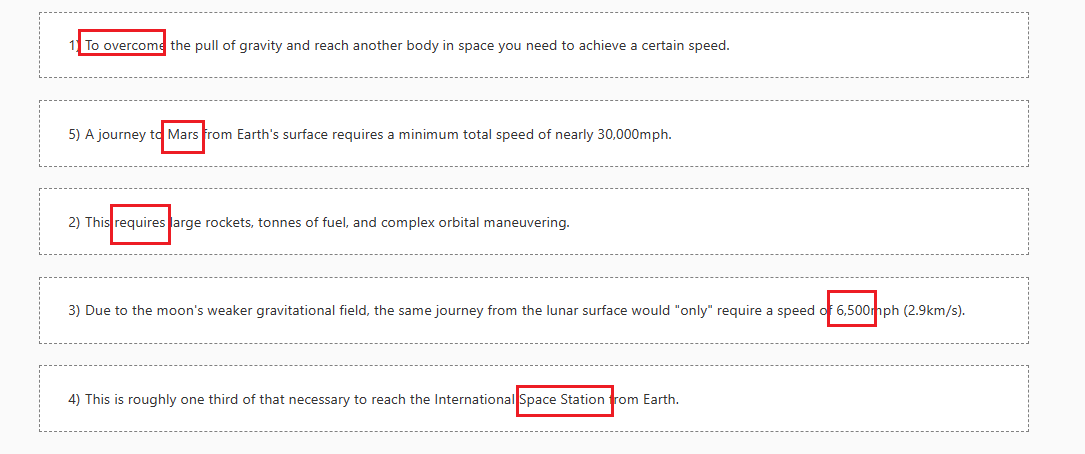 1) To overcome the pull of gravity and reach another body in space you need to achieve a certain speed.
5) A journey to Mars from Earth's surface requires a minimum total speed of nearly 30,000mph.
2) This requires large rockets, tonnes of fuel, and complex orbital maneuvering.
3) Due to the moon's weaker gravitational field, the same journey from the lunar surface would "only" require a speed of 6,500mph (2.9km/s).
4) This is roughly one third of that necessary to reach the International Space Station from Earth.